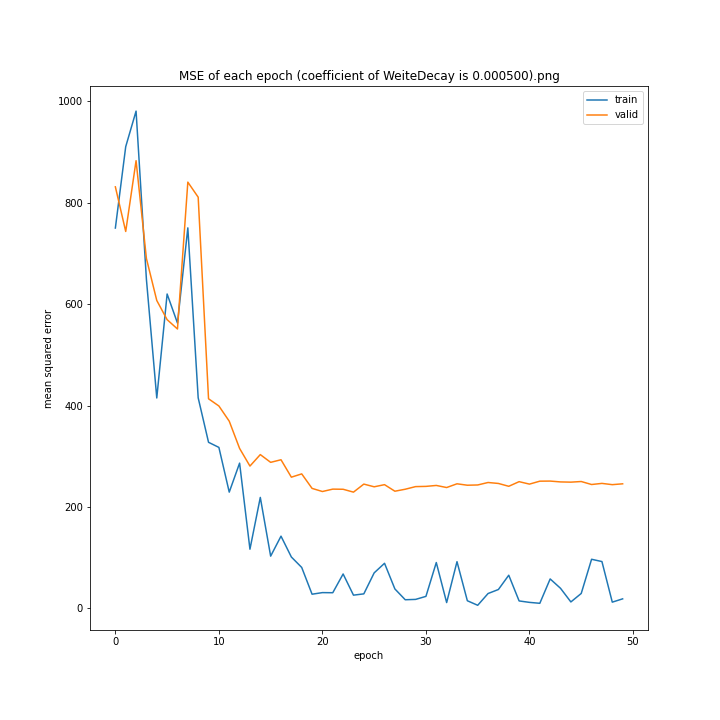 MSE of each epoch (coefficient of WeiteDecay is 0.000500).png
train
valid
1000
800
600
400
200
0
mean squared error
0 10 20 30 40 50
epoch